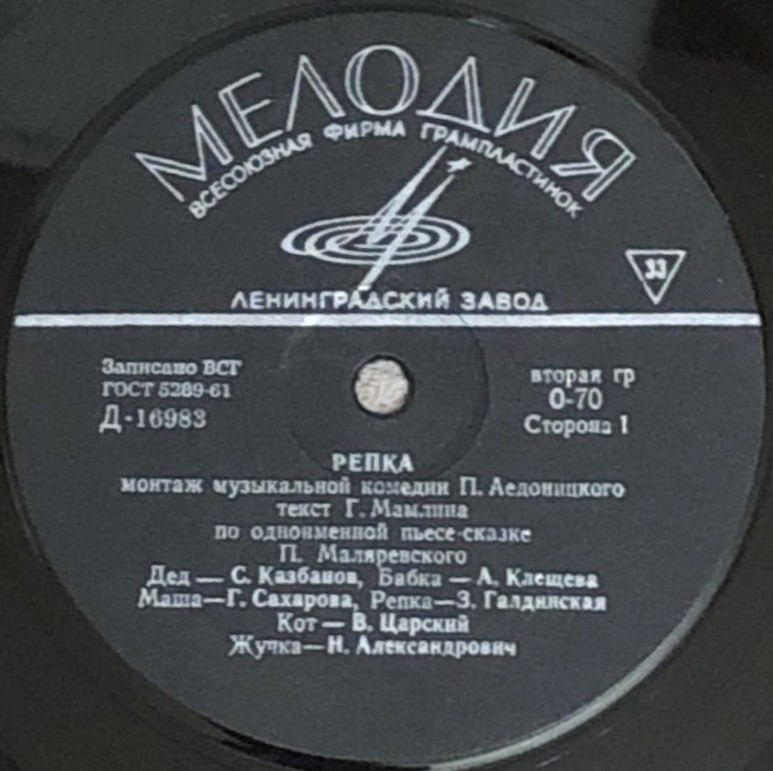 МЕЛОДИЯ
ВСЕСОЮЗНАЯ ФИРМА ГРАМПЛАСТИНОК
33
ЛЕНИНГРАДСКИЙ ЗАВОД
Записано ВСГ
ГОСТ 5289-61
Д-16983
вторая гр
0-70
Сторона 1
РЕПКА
монтаж музыкальной комедии П. Аедоницкого
текст Г. Мамлина
по одноименной пьесе-сказке
П. Маляревского
Дед — С. Казбанов, Бабка — А. Клещева
Маша—Г. Сахарова, Репка—З. Галдинская
Кот — В. Царский
Жучка—Н. Александрович